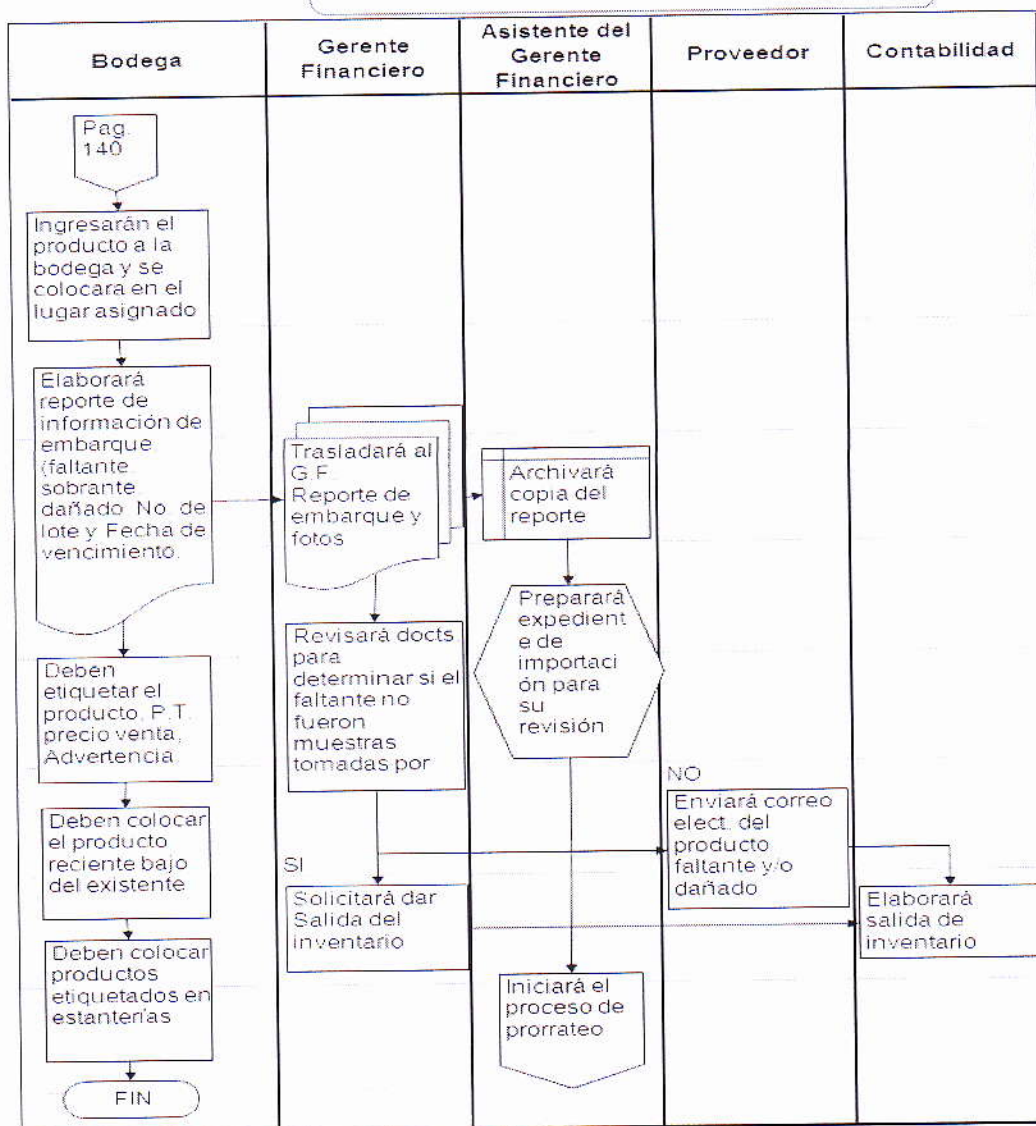 Bodega
Gerente
Financiero
Asistente del
Gerente
Financiero
Proveedor
Contabilidad
Pag.
140
Ingresarán el
producto a la
bodega y se
colocara en el
lugar asignado
Elaborará
reporte de
información de
embarque
(faltante
sobrante
dañado No. de
lote y Fecha de
vencimiento.
Deben
etiquetar el
producto, P.T.
precio venta,
Advertencia
Deben colocar
el producto
reciente bajo
del existente
Deben colocar
productos
etiquetados en
estanterías
FIN
Trasladará al
G.F.
Reporte de
embarque y
fotos
Revisará docts.
para
determinar si el
faltante no
fueron
muestras
tomadas por
SI
Solicitará dar
Salida del
inventario
Archivará
copia del
reporte
Preparará
expedient
e de
importaci
ón para
su
revisión
Iniciará el
proceso de
prorrateo
NO
Enviará correo
elect. del
producto
faltante y/o
dañado
Elaborará
salida de
inventario